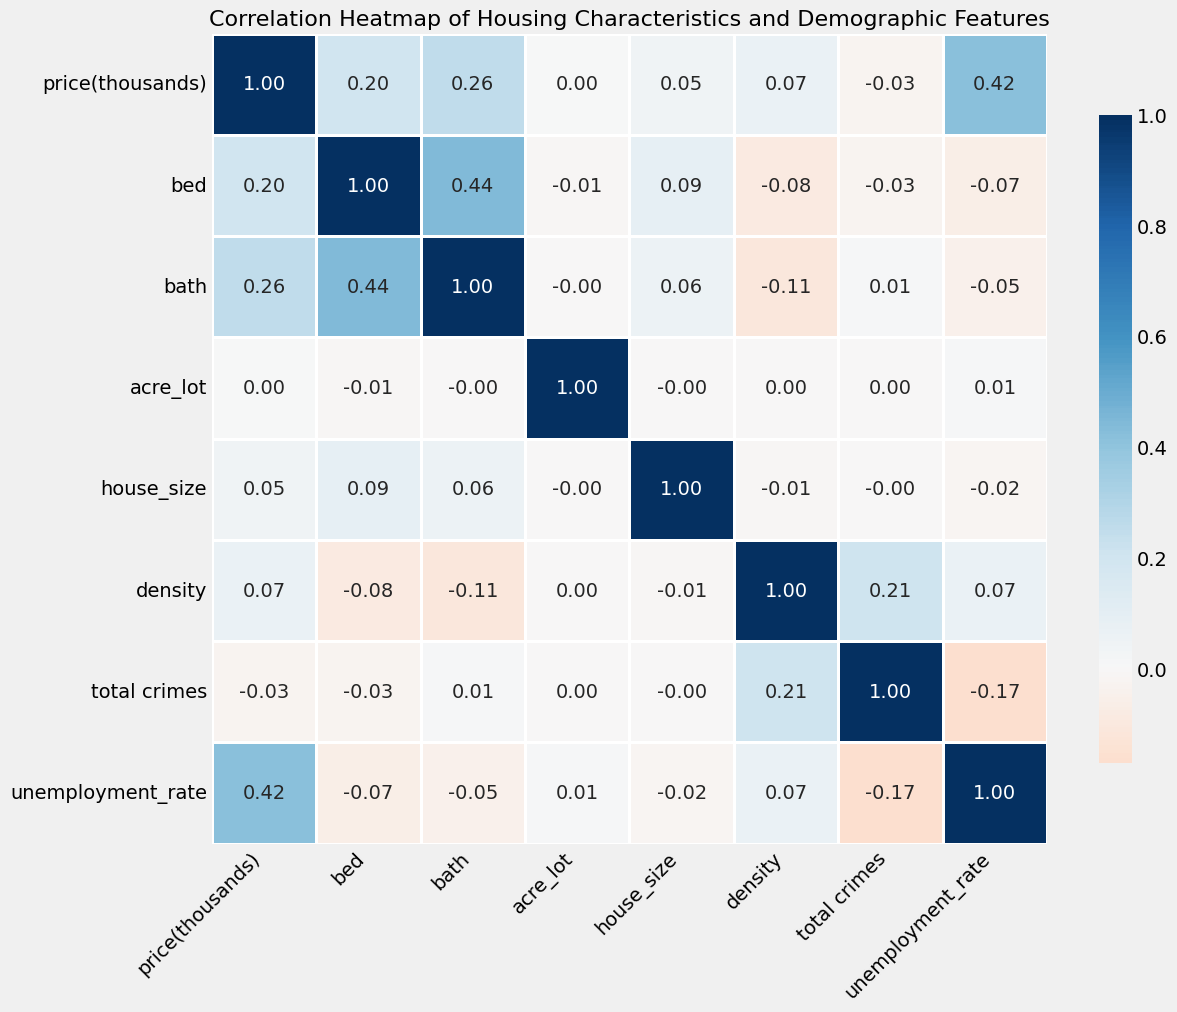 Correlation Heatmap of Housing Characteristics and Demographic Features
price(thousands) 1.00 0.20 0.26 0.00 0.05 0.07 -0.03 0.42
bed 0.20 1.00 0.44 -0.01 0.09 -0.08 -0.03 -0.07
bath 0.26 0.44 1.00 -0.00 0.06 -0.11 0.01 -0.05
acre_lot 0.00 -0.01 -0.00 1.00 -0.00 0.00 0.00 0.01
house_size 0.05 0.09 0.06 -0.00 1.00 -0.01 -0.00 -0.02
density 0.07 -0.08 -0.11 0.00 -0.01 1.00 0.21 0.07
total crimes -0.03 -0.03 0.01 0.00 -0.00 0.21 1.00 -0.17
unemployment_rate 0.42 -0.07 -0.05 0.01 -0.02 0.07 -0.17 1.00
price(thousands) bed bath acre_lot house_size density total crimes unemployment_rate
1.0
0.8
0.6
0.4
0.2
0.0